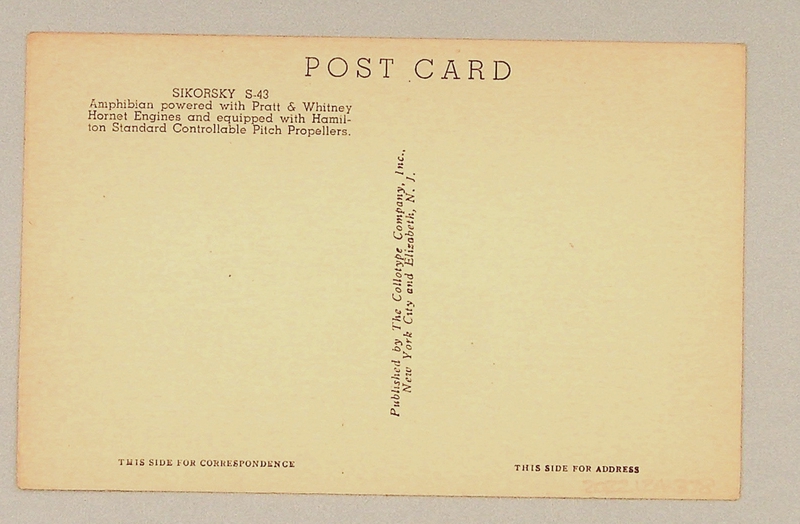 POST CARD
SIKORSKY S-43
Amphibian powered with Pratt & Whitney
Hornet Engines and equipped with Hamil-
ton Standard Controllable Pitch Propellers.
Published by The Collotype Company, Inc.,
New York City and Elizabeth, N. J.
THIS SIDE FOR CORRESPONDENCE
THIS SIDE FOR ADDRESS